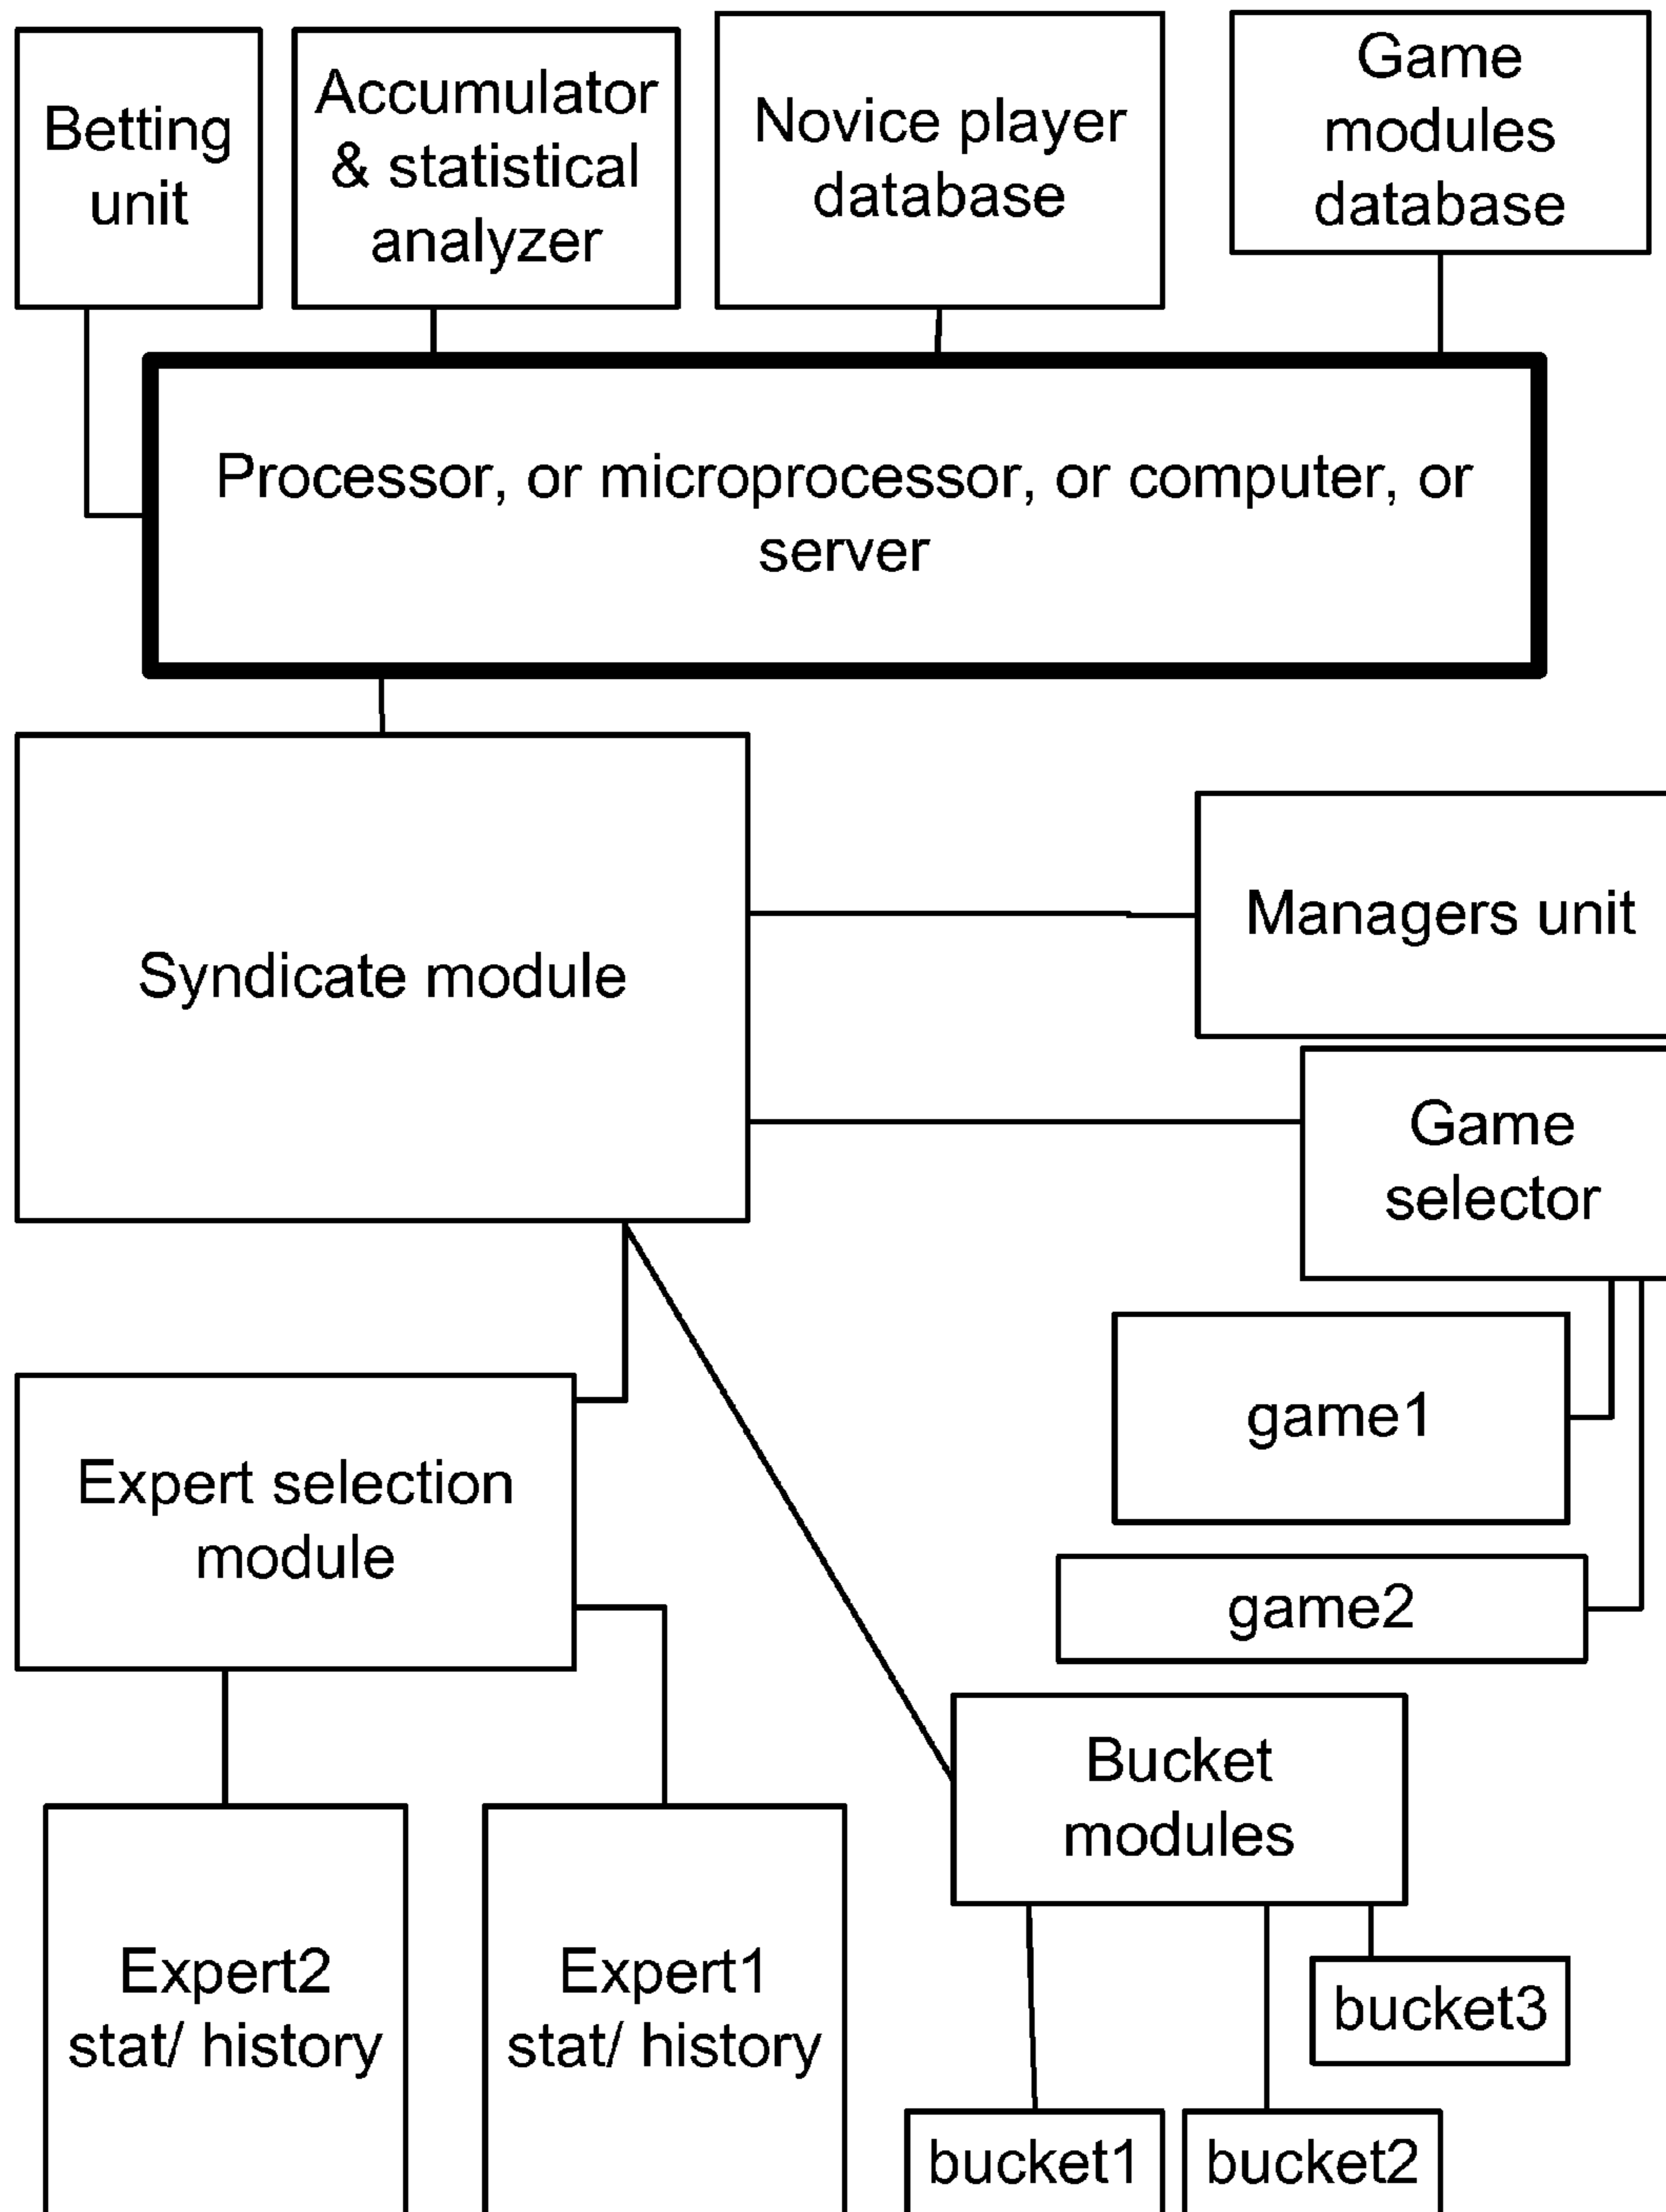 Betting
unit
Accumulator
& statistical
analyzer
Novice player
database
Game
modules
database
Processor, or microprocessor, or computer, or
server
Syndicate module
Managers unit
Game
selector
game1
game2
Expert selection
module
Bucket
modules
Expert2
stat/ history
Expert1
stat/ history
bucket3
bucket1
bucket2